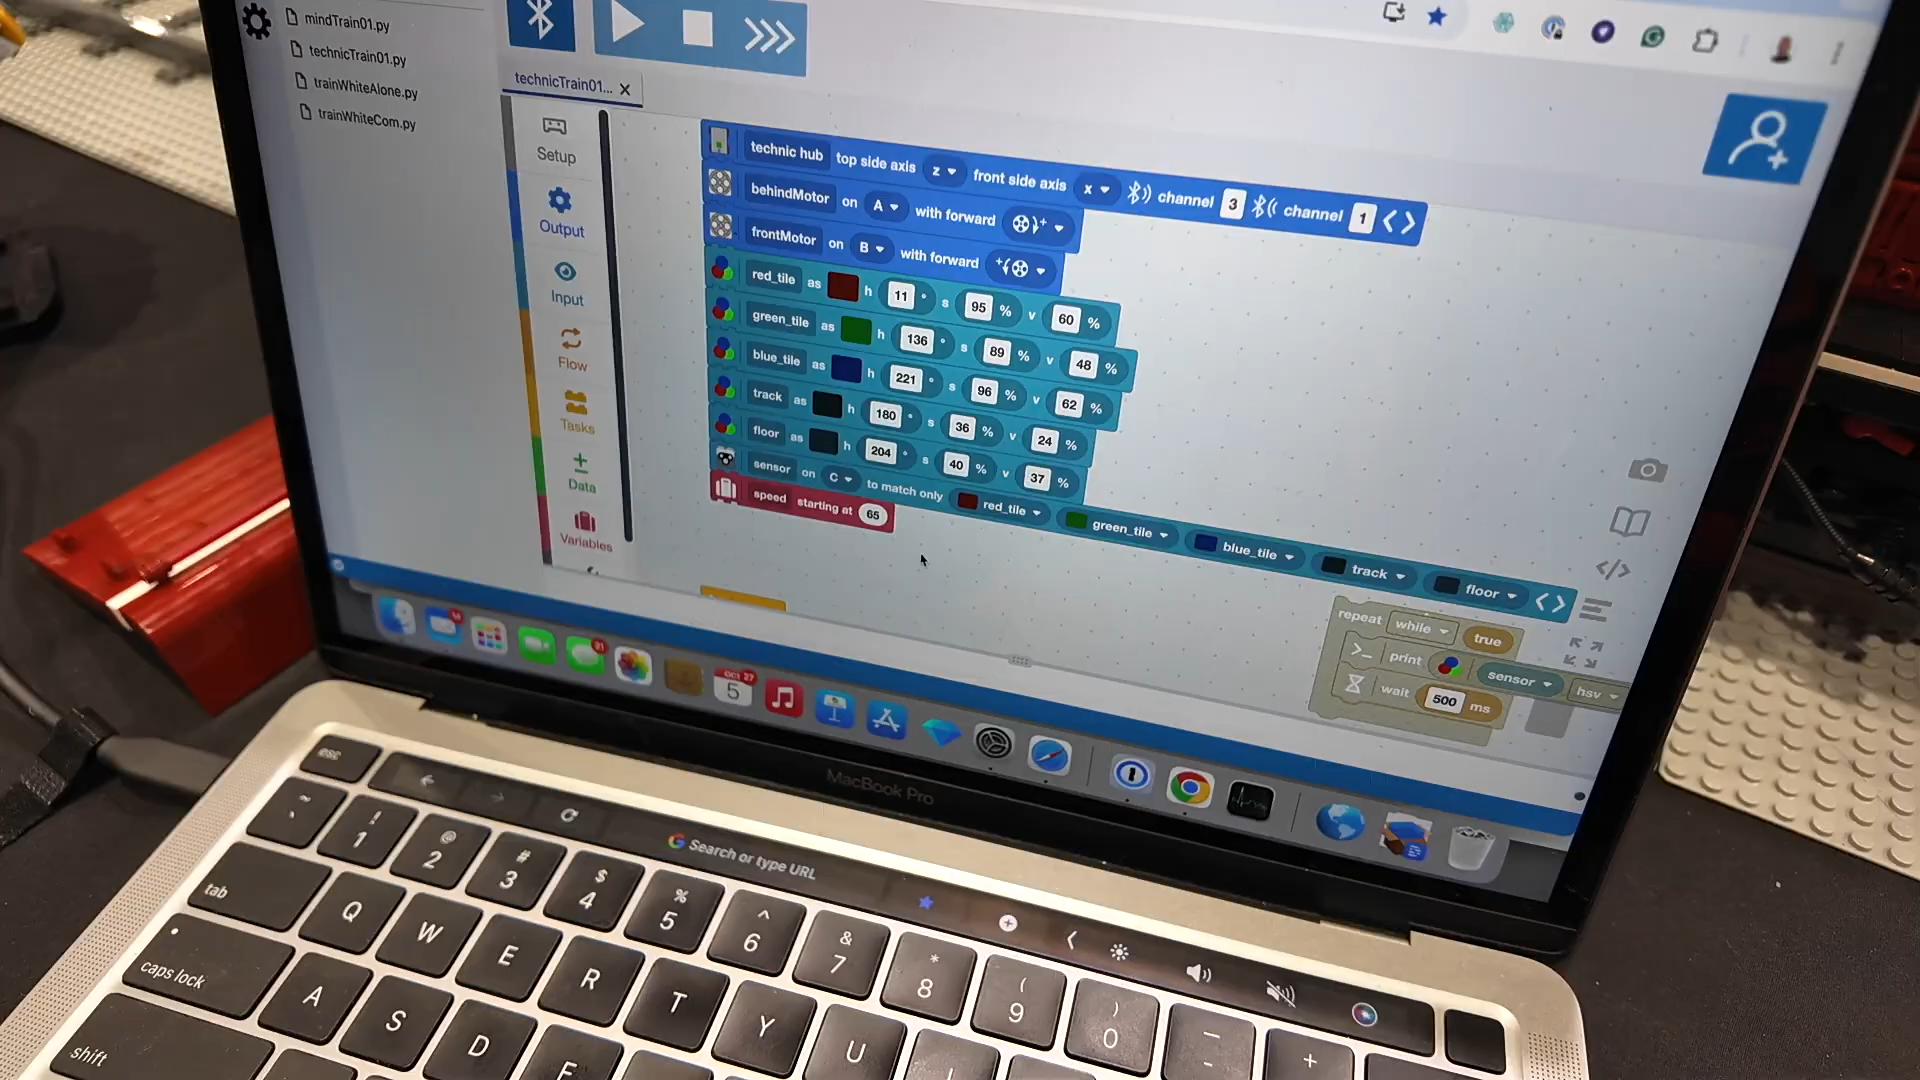 mindTrain01.py
technicTrain01.py
trainWhiteAlone.py
trainWhiteCom.py
technicTrain01... x
Setup
Output
Input
Flow
Tasks
Data
Variables
technic hub top side axis z front side axis x channel 3 channel 1
behindMotor on A with forward
frontMotor on B with forward
red_tile as h 11 ° s 95 % v 60 %
green_tile as h 136 ° s 89 % v 48 %
blue_tile as h 221 ° s 96 % v 62 %
track as h 180 ° s 36 % v 24 %
floor as h 204 ° s 40 % v 37 %
sensor on C to match only red_tile green_tile blue_tile track floor
speed starting at 65
repeat while true
>_ print sensor hsv
wait 500 ms
OCT 27
5
MacBook Pro
esc
Search or type URL
~ `
! 1
@ 2
# 3
$ 4
% 5
^ 6
& 7
* 8
( 9
) 0
_ -
+
tab
Q W E R T Y U
caps lock
A S D F
shift